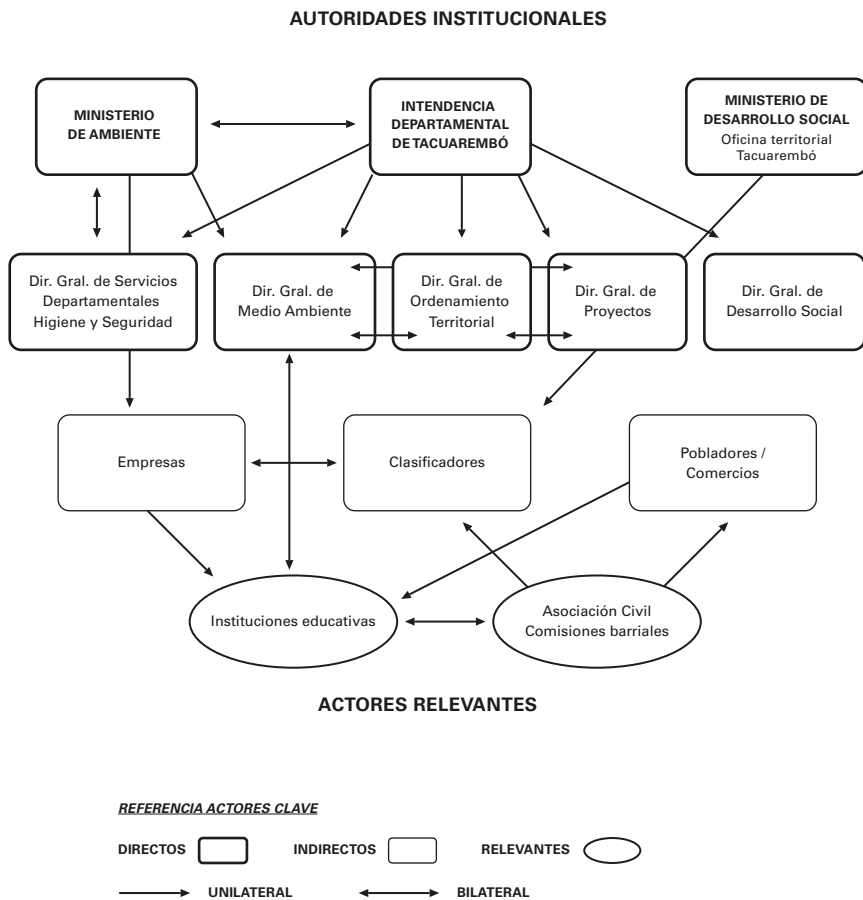 AUTORIDADES INSTITUCIONALES
MINISTERIO
DE AMBIENTE
INTENDENCIA
DEPARTAMENTAL
DE TACUAREMBÓ
MINISTERIO DE
DESARROLLO SOCIAL
Oficina territorial
Tacuarembó
Dir. Gral. de Servicios
Departamentales
Higiene y Seguridad
Dir. Gral. de
Medio Ambiente
Dir. Gral. de
Ordenamiento
Territorial
Dir. Gral. de
Proyectos
Dir. Gral. de
Desarrollo Social
Empresas
Clasificadores
Pobladores /
Comercios
Instituciones educativas
Asociación Civil
Comisiones barriales
ACTORES RELEVANTES
REFERENCIA ACTORES CLAVE
DIRECTOS
INDIRECTOS
RELEVANTES
UNILATERAL
BILATERAL